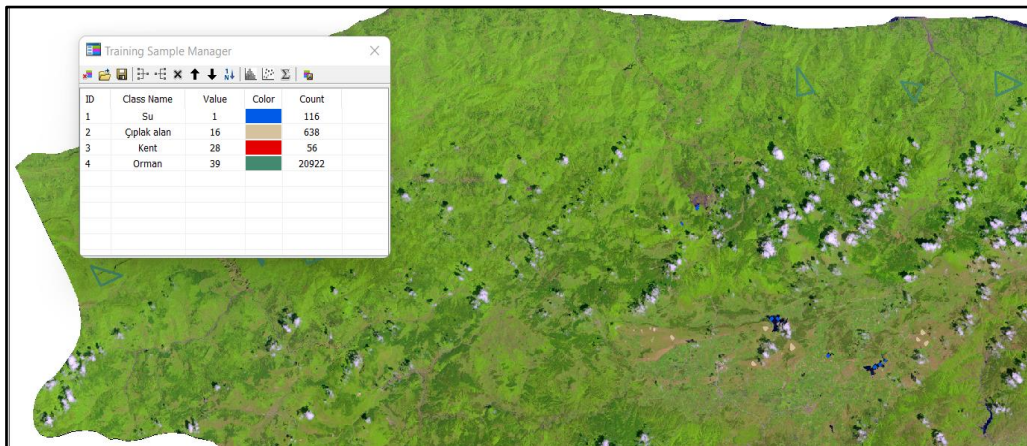 Training Sample Manager
ID Class Name Value Color Count
1 Su 1 116
2 Çıplak alan 16 638
3 Kent 28 56
4 Orman 39 20922